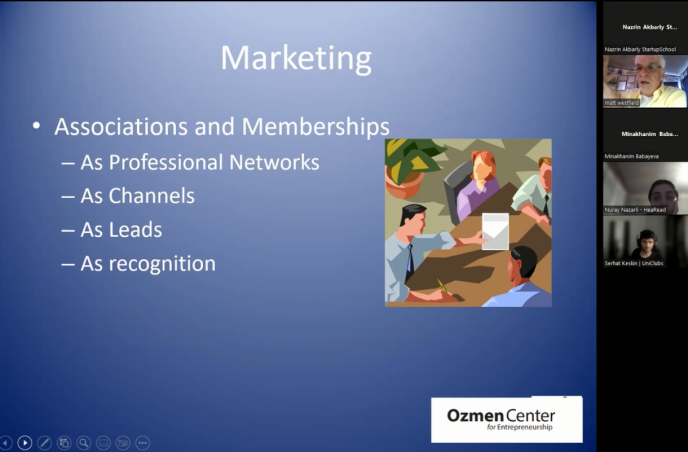 Marketing
• Associations and Memberships
– As Professional Networks
– As Channels
– As Leads
– As recognition
Ozmen Center
for Entrepreneurship
Nazrin Akbarly St...
Nazrin Akbarly StartupSchool
matt westfield
Minakhanim Baba...
Minakhanim Babayeva
Nuray Nazarli - HeaRead
Serhat Keskin | UniClubs